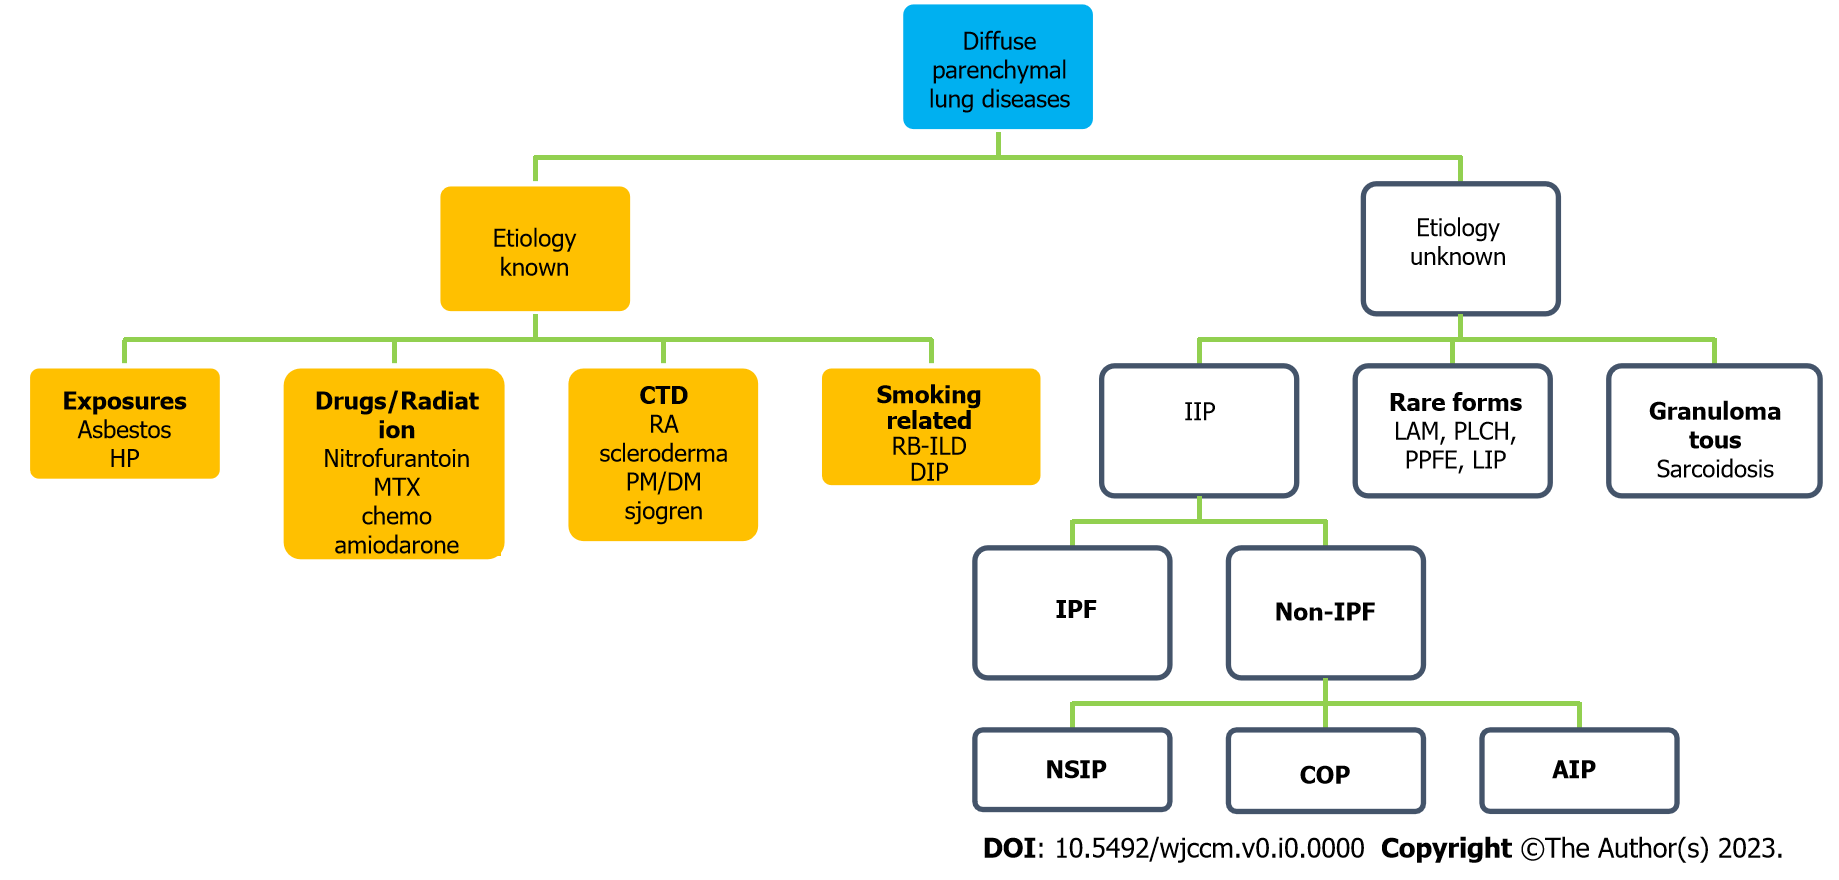 Diffuse
parenchymal
lung diseases
Etiology
known
Etiology
unknown
Exposures
Asbestos
HP
Drugs/Radiat
ion
Nitrofurantoin
MTX
chemo
amiodarone
CTD
RA
scleroderma
PM/DM
sjogren
Smoking
related
RB-ILD
DIP
IIP
Rare forms
LAM, PLCH,
PPFE, LIP
Granuloma
tous
Sarcoidosis
IPF
Non-IPF
NSIP
COP
AIP
DOI: 10.5492/wjccm.v0.i0.0000 Copyright ©The Author(s) 2023.